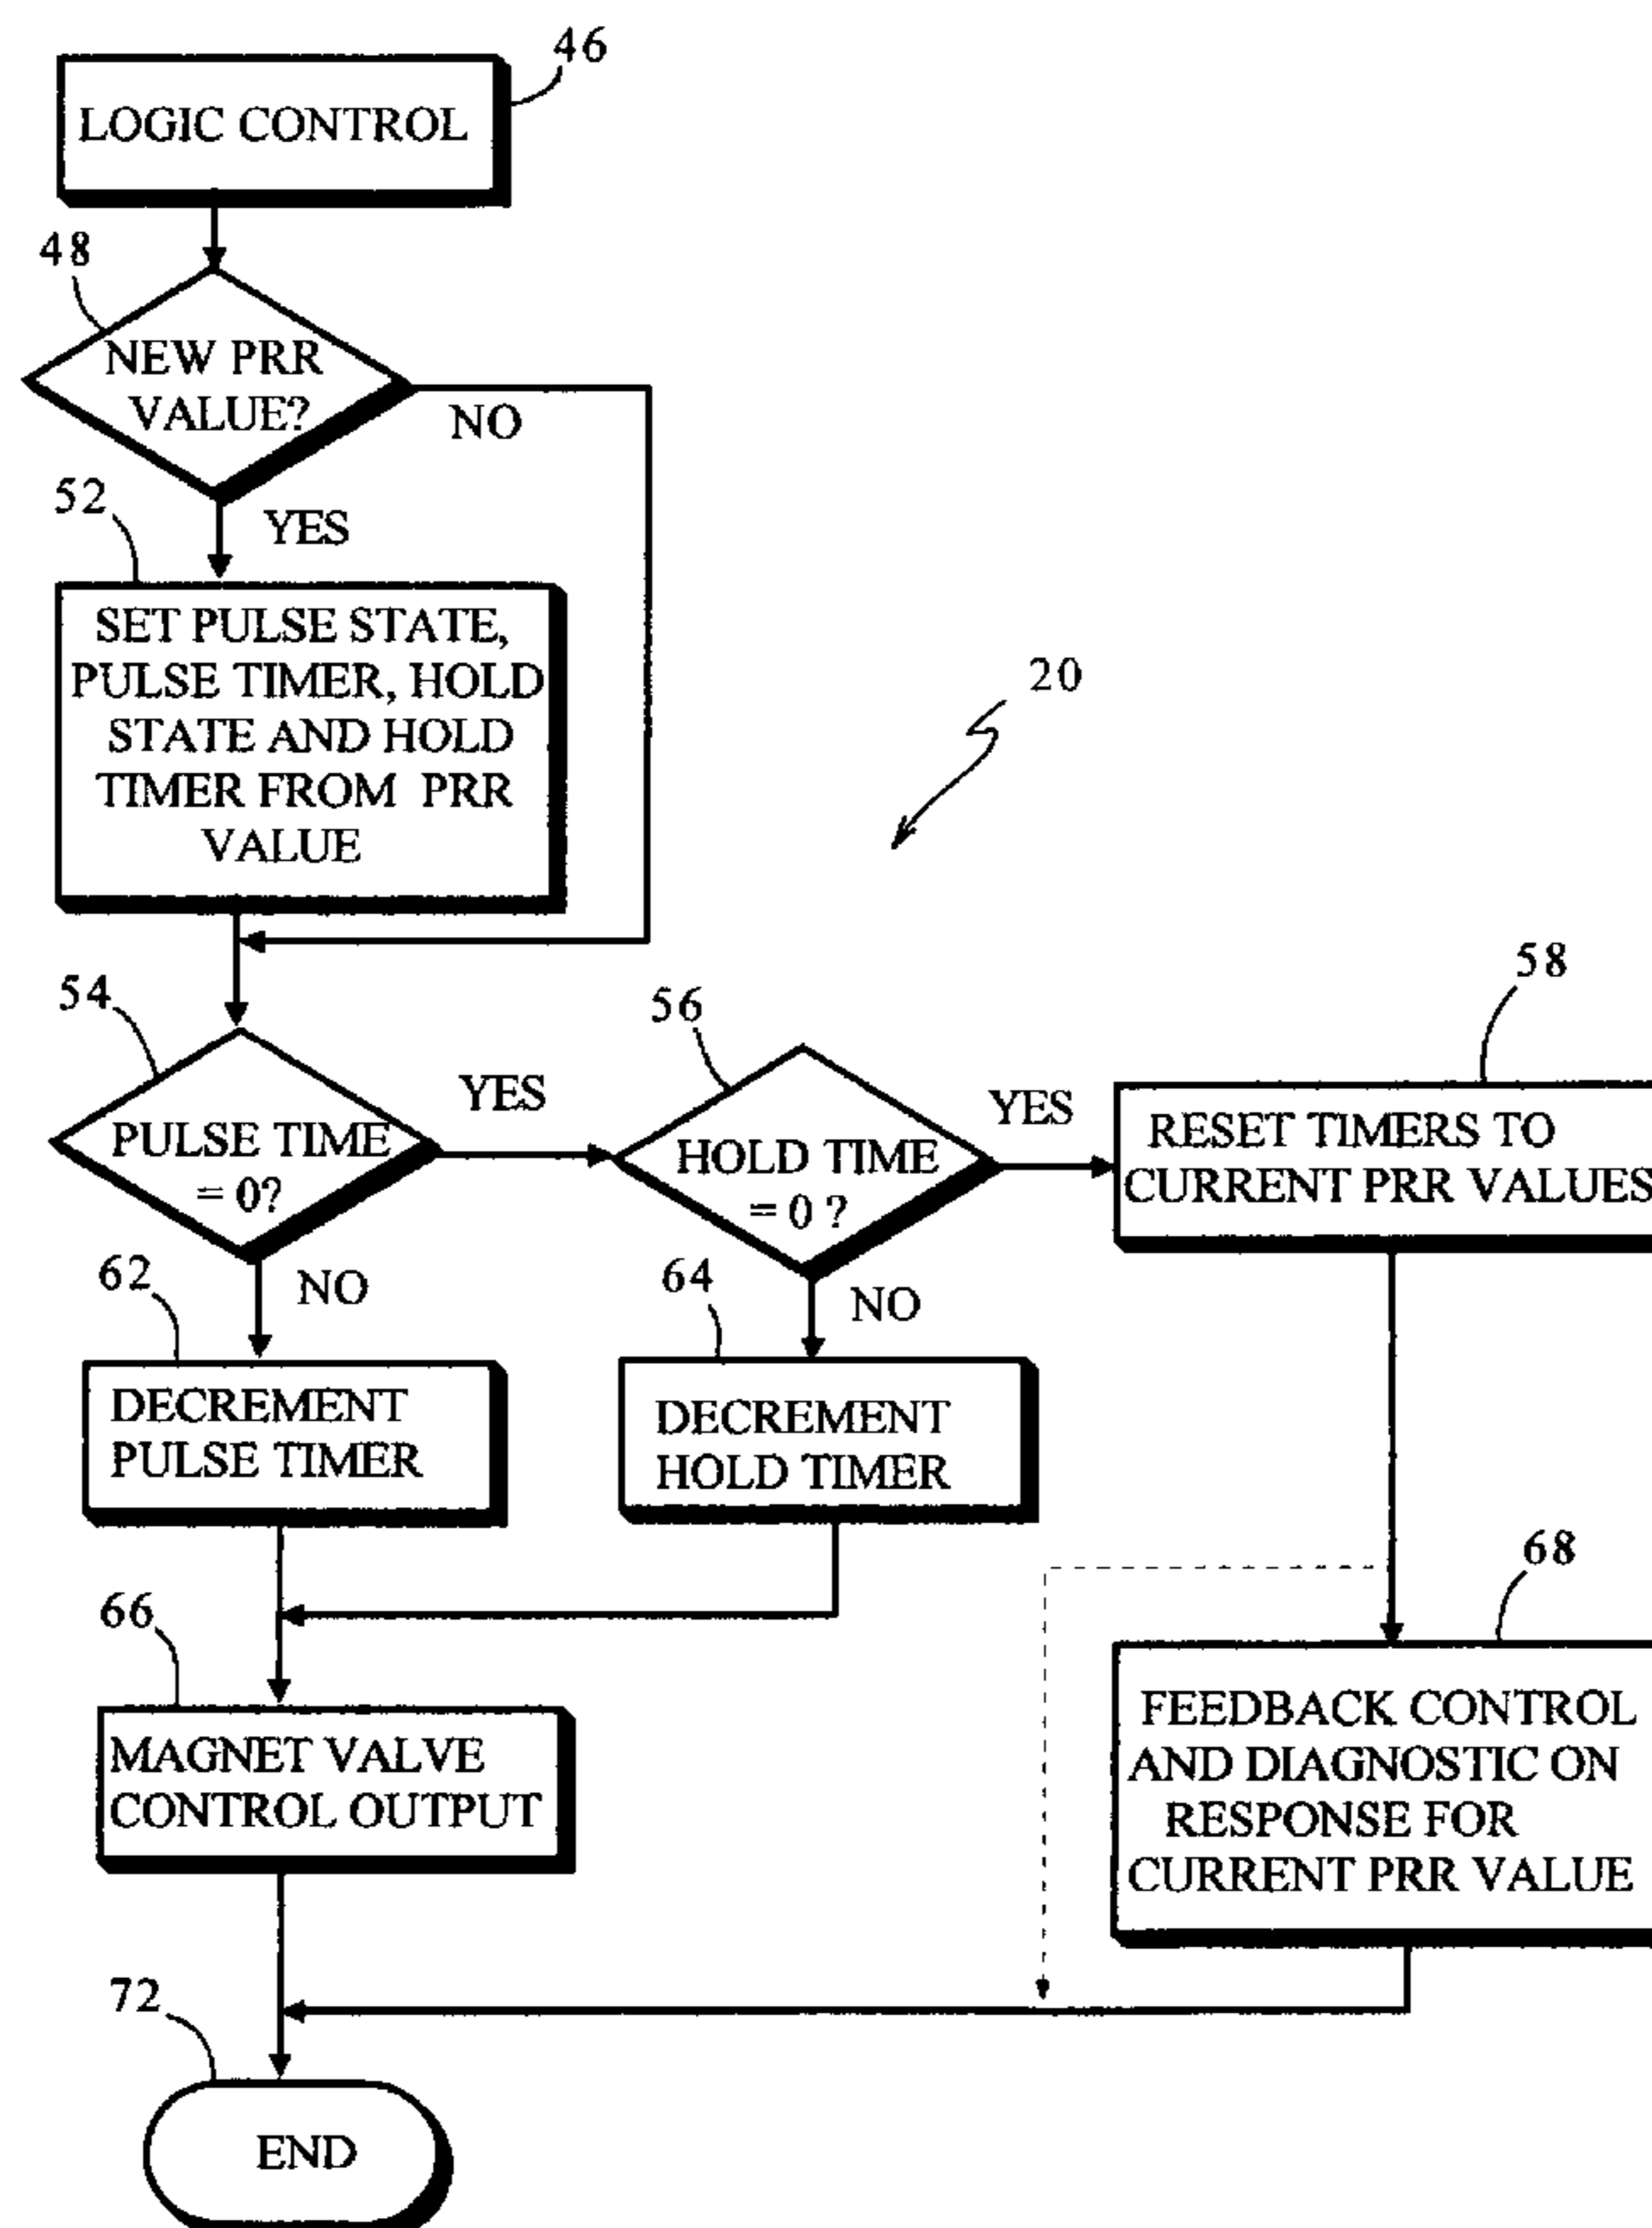 46
LOGIC CONTROL
48
NEW PRR
VALUE?
NO
52
YES
SET PULSE STATE,
PULSE TIMER, HOLD
STATE AND HOLD
TIMER FROM PRR
VALUE
20
54
PULSE TIME
= 0?
YES
56
HOLD TIME
= 0 ?
YES
58
RESET TIMERS TO
CURRENT PRR VALUES
62
NO
DECREMENT
PULSE TIMER
64
NO
DECREMENT
HOLD TIMER
66
MAGNET VALVE
CONTROL OUTPUT
68
FEEDBACK CONTROL
AND DIAGNOSTIC ON
RESPONSE FOR
CURRENT PRR VALUE
72
END